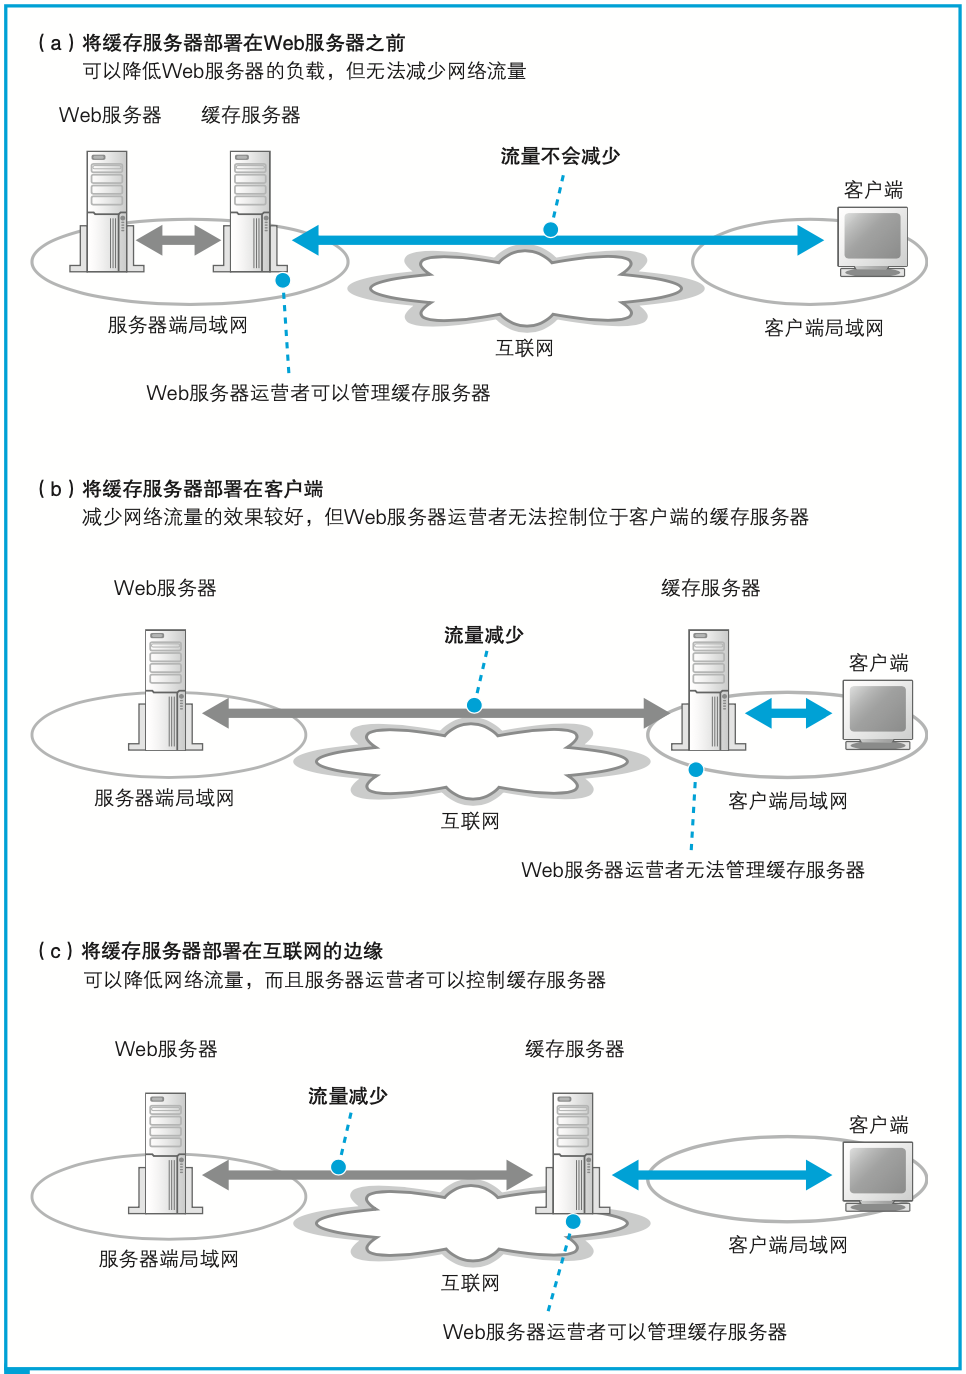 （a）将缓存服务器部署在Web服务器之前
可以降低Web服务器的负载，但无法减少网络流量
Web服务器 缓存服务器
流量不会减少
客户端
服务器端局域网
客户端局域网
互联网
Web服务器运营者可以管理缓存服务器
（b）将缓存服务器部署在客户端
减少网络流量的效果较好，但Web服务器运营者无法控制位于客户端的缓存服务器
Web服务器 缓存服务器
流量减少
客户端
服务器端局域网
客户端局域网
互联网
Web服务器运营者无法管理缓存服务器
（c）将缓存服务器部署在互联网的边缘
可以降低网络流量，而且服务器运营者可以控制缓存服务器
Web服务器 缓存服务器
流量减少
客户端
服务器端局域网
客户端局域网
互联网
Web服务器运营者可以管理缓存服务器